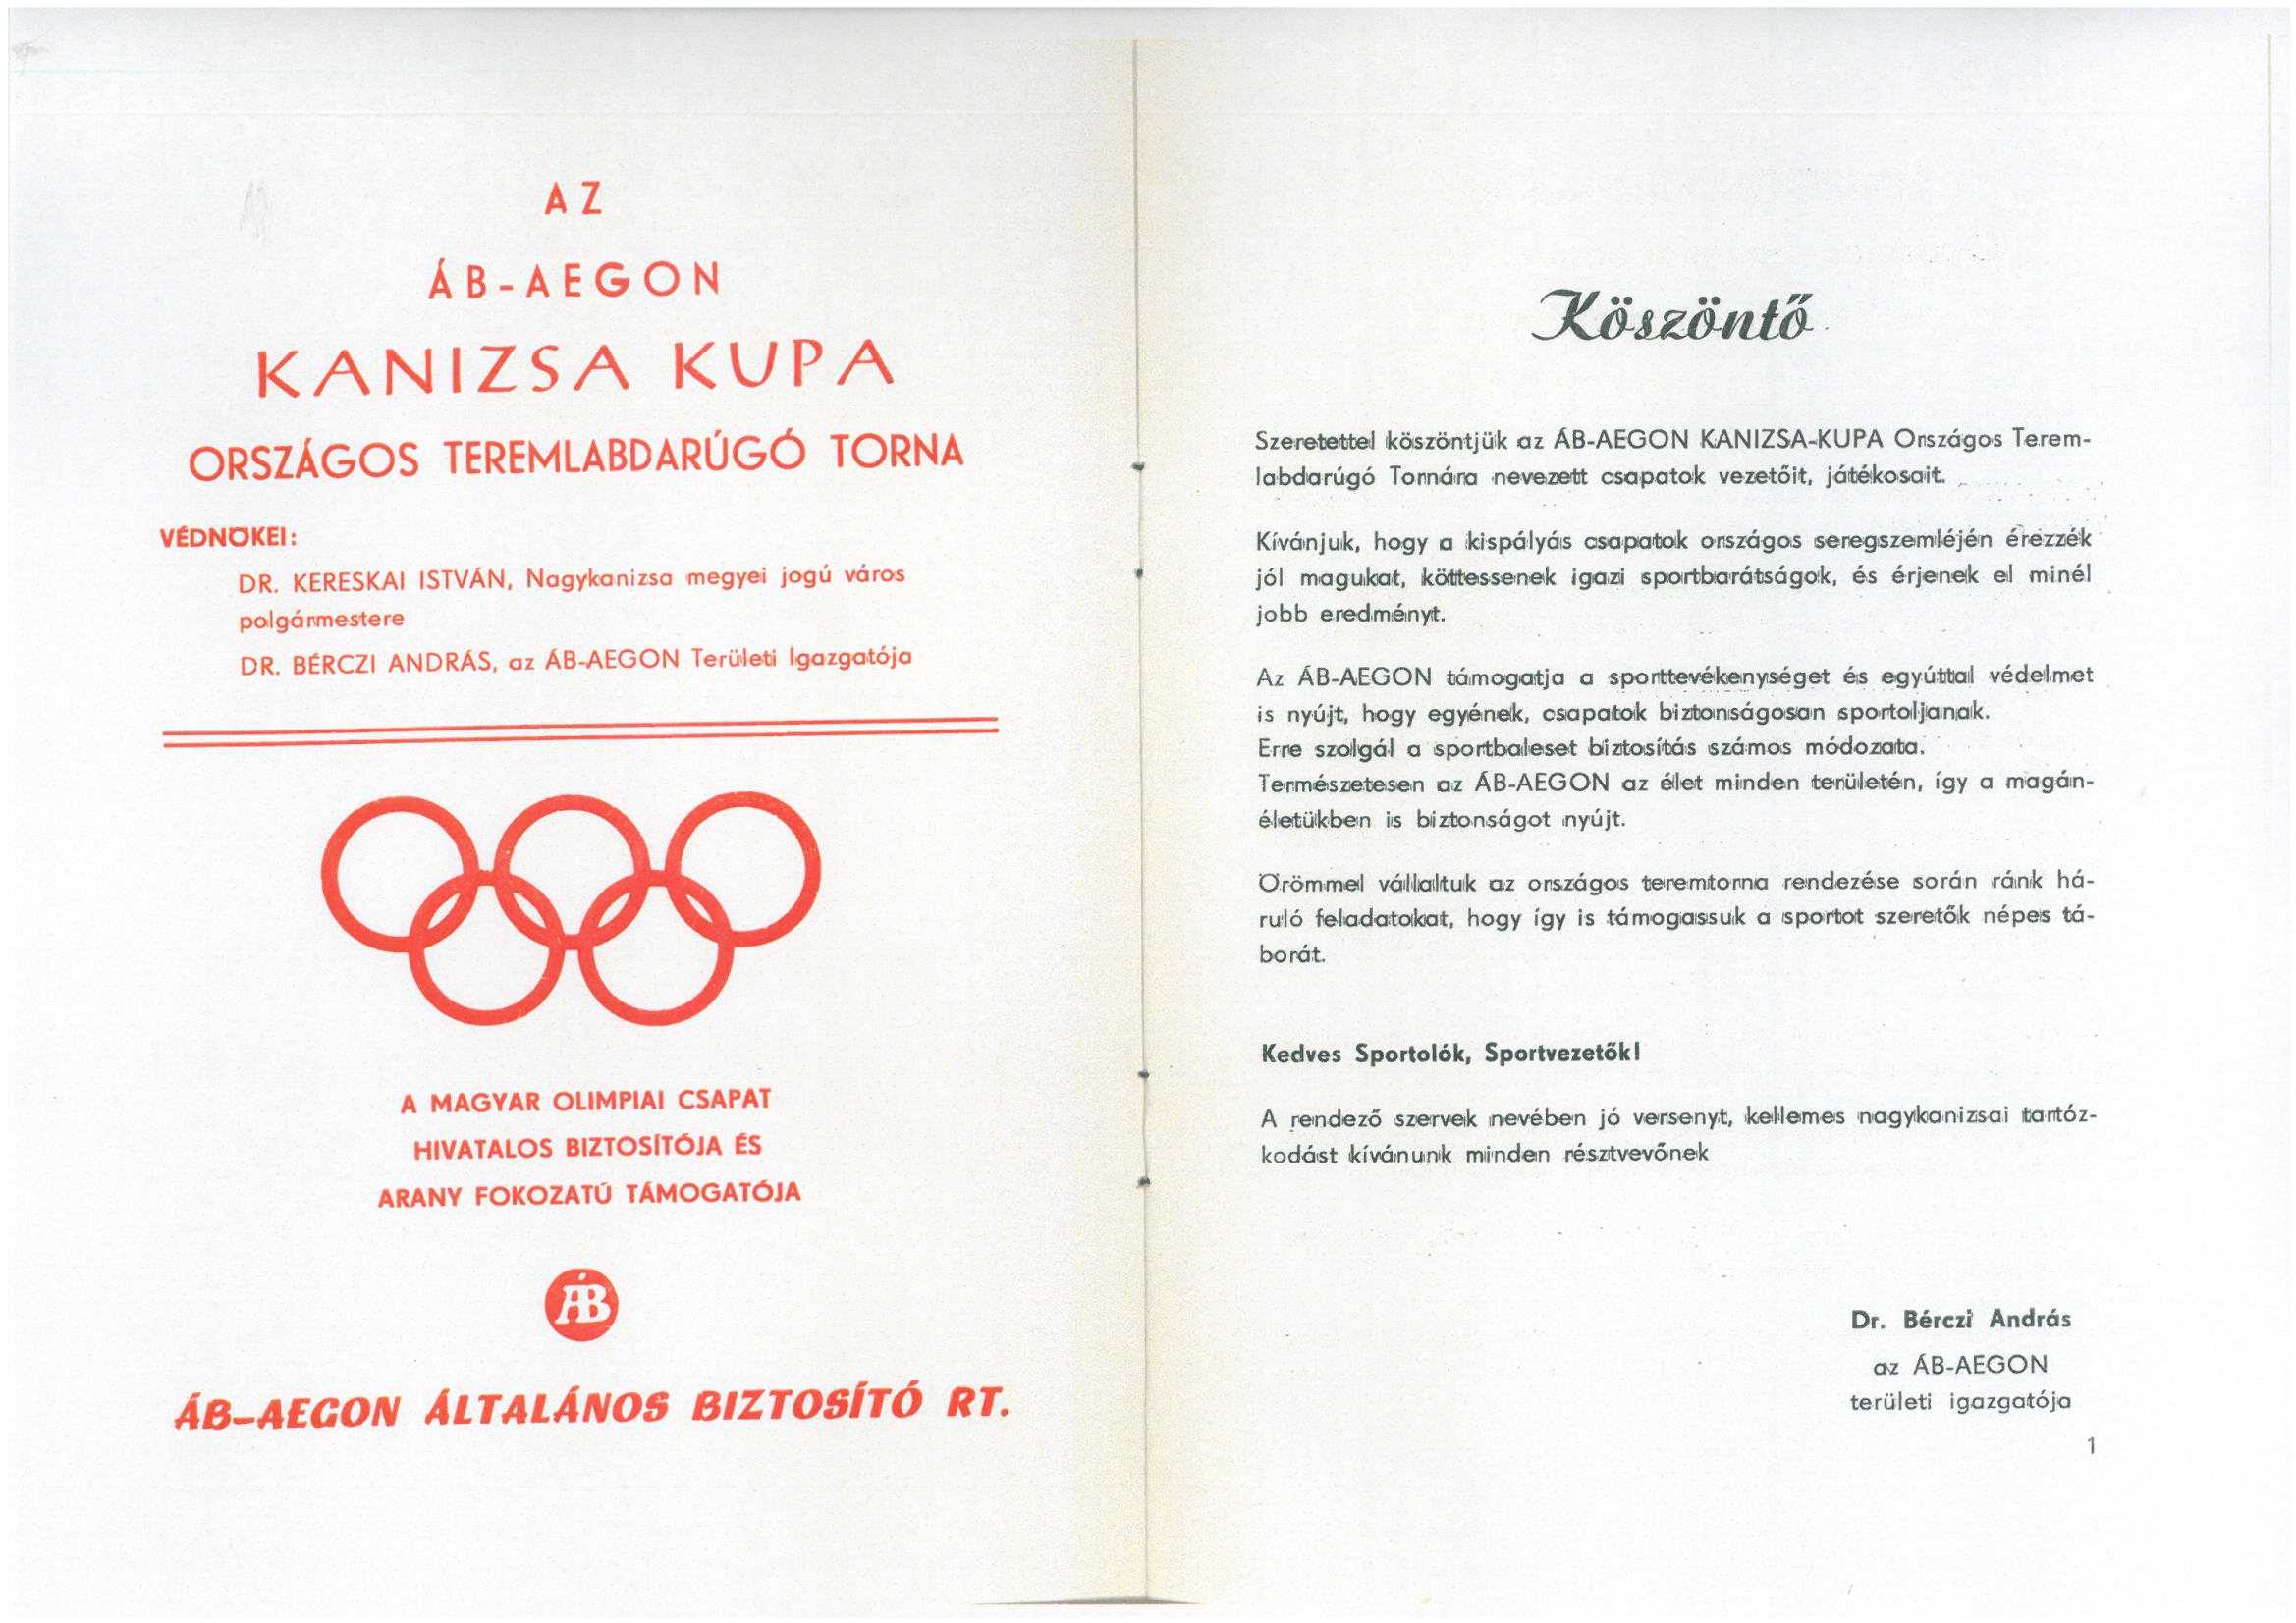 AZ
ÁB-AEGON
KANIZSA KUPA
ORSZÁGOS TEREMLABDARÚGÓ TORNA
VÉDNÖKEI:
DR. KERESKAI ISTVÁN, Nagykanizsa megyei jogú város
polgármestere
DR. BÉRCZI ANDRÁS, az ÁB-AEGON Területi Igazgatója
A MAGYAR OLIMPIAI CSAPAT
HIVATALOS BIZTOSÍTÓJA ÉS
ARANY FOKOZATÚ TÁMOGATÓJA
ÁB
ÁB-AEGON ÁLTALÁNOS BIZTOSÍTÓ RT.
Köszöntő
Szeretettel köszöntjük az ÁB-AEGON KANIZSA-KUPA Országos Terem-
labdarúgó Tornára nevezett csapatok vezetőit, játékosait.
Kívánjuk, hogy a kispályás csapatok országos seregszemléjén érezzék
jól magukat, köttessenek igazi sportbarátságok, és érjenek el minél
jobb eredményt.
Az ÁB-AEGON támogatja a sporttevékenységet és egyúttal védelmet
is nyújt, hogy egyének, csapatok biztonságosan sportoljanak.
Erre szolgál a sportbaleset biztosítás számos módozata.
Természetesen az ÁB-AEGON az élet minden területén, így a magán-
életükben is biztonságot nyújt.
Örömmel vállaltuk az országos teremtorna rendezése során ránk há-
ruló feladatokat, hogy így is támogassuk a sportot szeretők népes tá-
borát.
Kedves Sportolók, Sportvezetők!
A rendező szervek nevében jó versenyt, kellemes nagykanizsai tartóz-
kodást kívánunk minden résztvevőnek
Dr. Bérczi András
az ÁB-AEGON
területi igazgatója
1